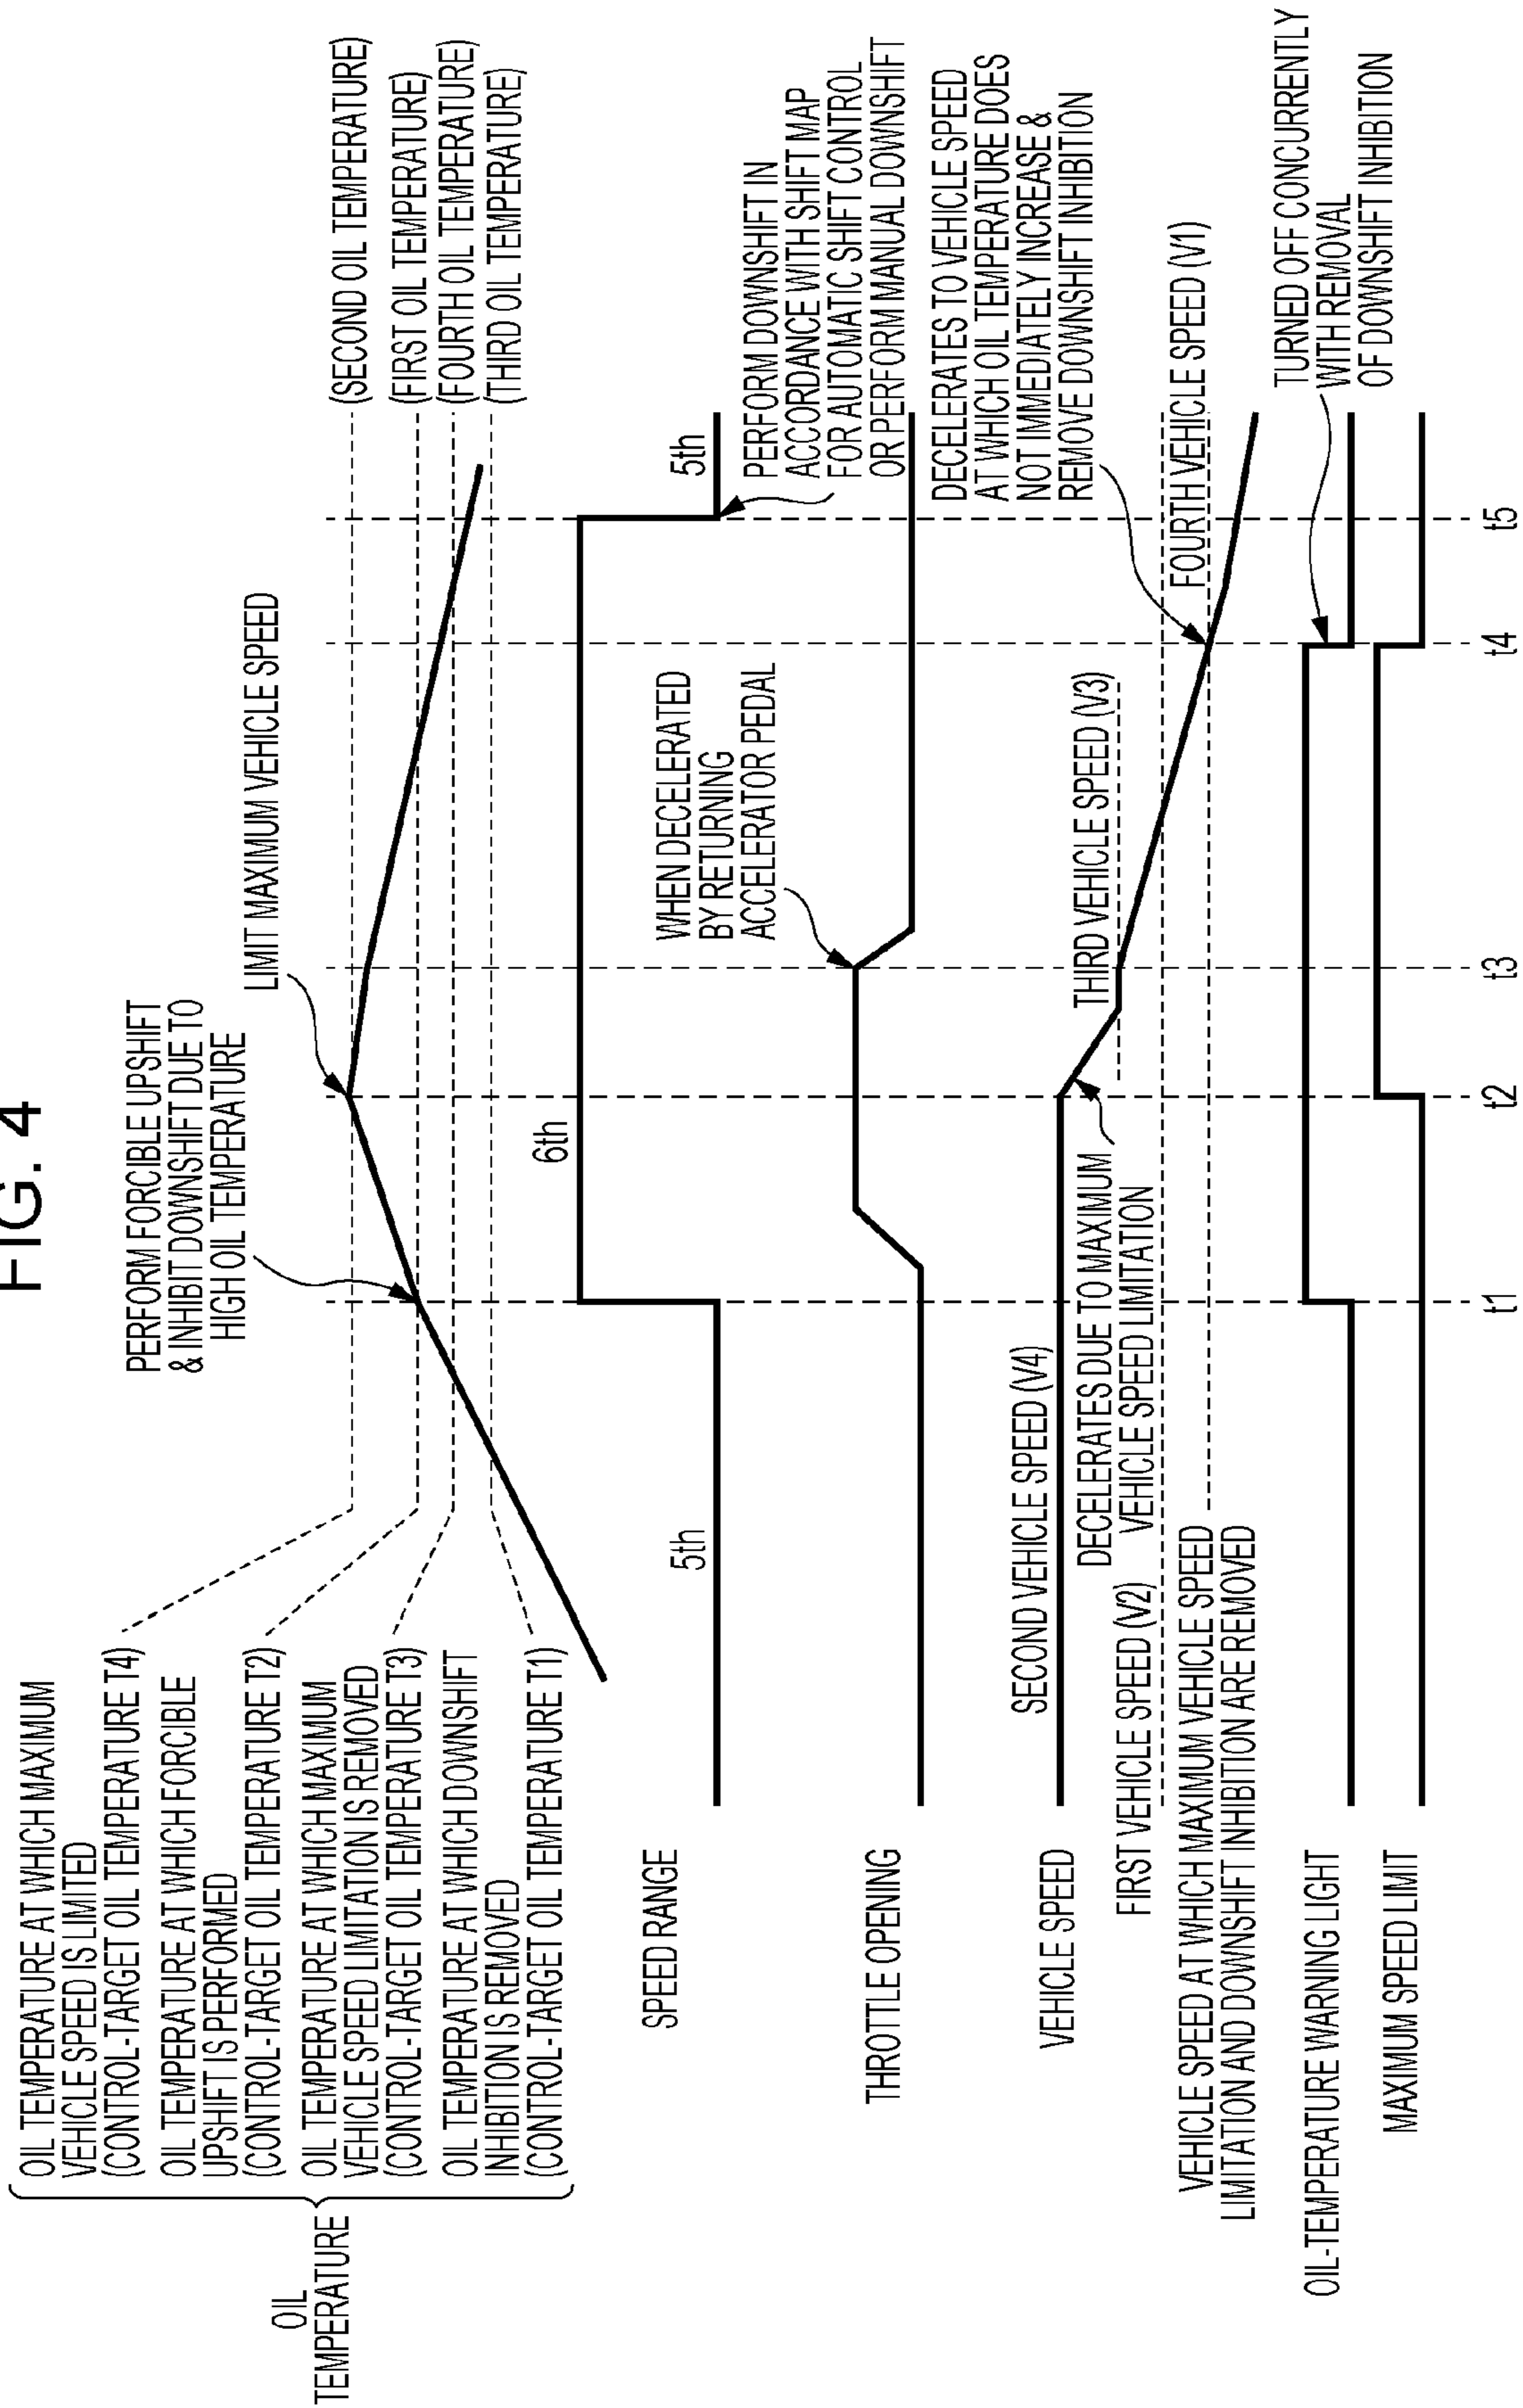 FIG. 4
OIL
TEMPERATURE
OIL TEMPERATURE AT WHICH MAXIMUM
VEHICLE SPEED IS LIMITED
(CONTROL-TARGET OIL TEMPERATURE T4)
OIL TEMPERATURE AT WHICH FORCIBLE
UPSHIFT IS PERFORMED
(CONTROL-TARGET OIL TEMPERATURE T2)
OIL TEMPERATURE AT WHICH MAXIMUM
VEHICLE SPEED LIMITATION IS REMOVED
(CONTROL-TARGET OIL TEMPERATURE T3)
OIL TEMPERATURE AT WHICH DOWNSHIFT
INHIBITION IS REMOVED
(CONTROL-TARGET OIL TEMPERATURE T1)
PERFORM FORCIBLE UPSHIFT
& INHIBIT DOWNSHIFT DUE TO
HIGH OIL TEMPERATURE
LIMIT MAXIMUM VEHICLE SPEED
(SECOND OIL TEMPERATURE)
(FIRST OIL TEMPERATURE)
(FOURTH OIL TEMPERATURE)
(THIRD OIL TEMPERATURE)
SPEED RANGE
5th
6th
5th
PERFORM DOWNSHIFT IN
ACCORDANCE WITH SHIFT MAP
FOR AUTOMATIC SHIFT CONTROL
OR PERFORM MANUAL DOWNSHIFT
THROTTLE OPENING
WHEN DECELERATED
BY RETURNING
ACCELERATOR PEDAL
VEHICLE SPEED
SECOND VEHICLE SPEED (V4)
DECELERATES DUE TO MAXIMUM
VEHICLE SPEED LIMITATION
THIRD VEHICLE SPEED (V3)
DECELERATES TO VEHICLE SPEED
AT WHICH OIL TEMPERATURE DOES
NOT IMMEDIATELY INCREASE &
REMOVE DOWNSHIFT INHIBITION
FIRST VEHICLE SPEED (V2)
FOURTH VEHICLE SPEED (V1)
VEHICLE SPEED AT WHICH MAXIMUM VEHICLE SPEED
LIMITATION AND DOWNSHIFT INHIBITION ARE REMOVED
OIL-TEMPERATURE WARNING LIGHT
TURNED OFF CONCURRENTLY
WITH REMOVAL
OF DOWNSHIFT INHIBITION
MAXIMUM SPEED LIMIT
t1
t2
t3
t4
t5